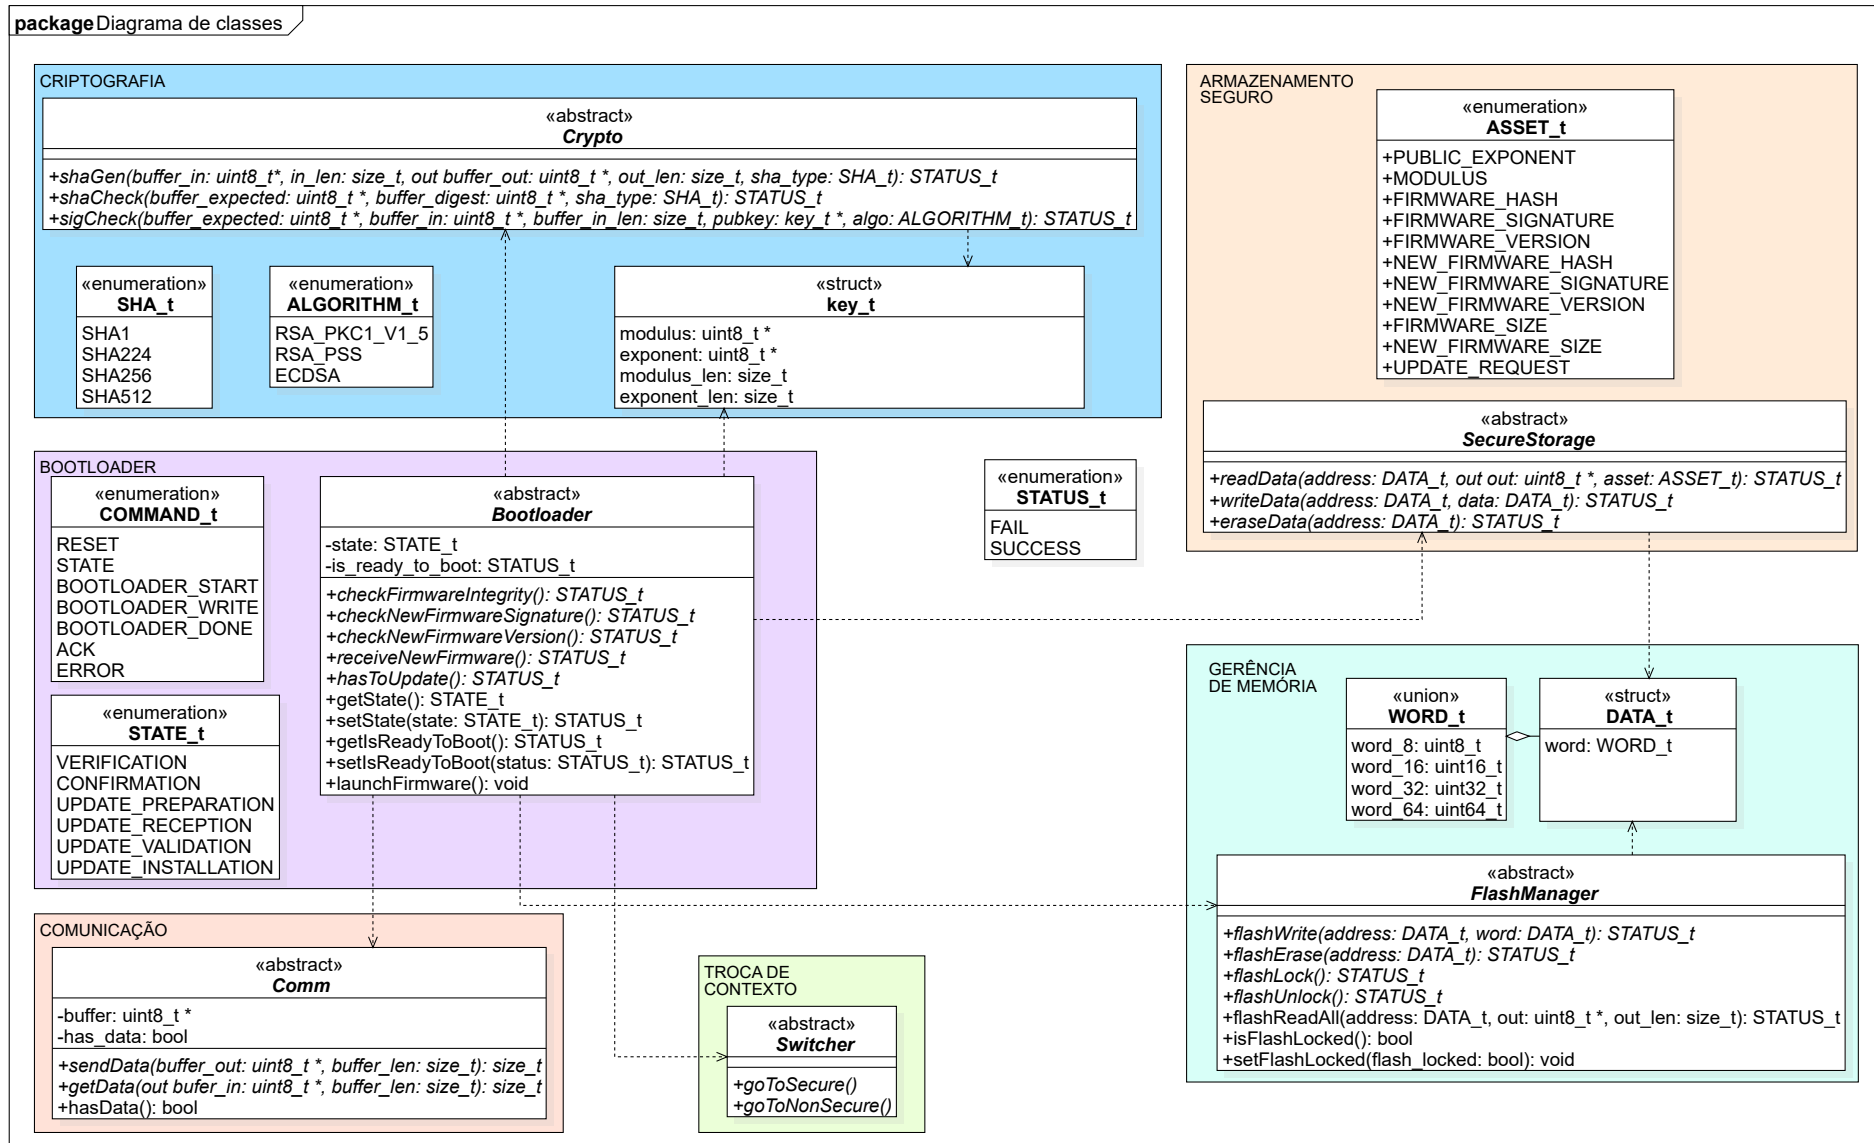 package Diagrama de classes
CRIPTOGRAFIA
«abstract»
Crypto
+shaGen(buffer_in: uint8_t*, in_len: size_t, out buffer_out: uint8_t *, out_len: size_t, sha_type: SHA_t): STATUS_t
+shaCheck(buffer_expected: uint8_t *, buffer_digest: uint8_t *, sha_type: SHA_t): STATUS_t
+sigCheck(buffer_expected: uint8_t *, buffer_in: uint8_t *, buffer_in_len: size_t, pubkey: key_t *, algo: ALGORITHM_t): STATUS_t
«enumeration»
SHA_t
SHA1
SHA224
SHA256
SHA512
«enumeration»
ALGORITHM_t
RSA_PKC1_V1_5
RSA_PSS
ECDSA
«struct»
key_t
modulus: uint8_t *
exponent: uint8_t *
modulus_len: size_t
exponent_len: size_t
ARMAZENAMENTO
SEGURO
«enumeration»
ASSET_t
+PUBLIC_EXPONENT
+MODULUS
+FIRMWARE_HASH
+FIRMWARE_SIGNATURE
+FIRMWARE_VERSION
+NEW_FIRMWARE_HASH
+NEW_FIRMWARE_SIGNATURE
+NEW_FIRMWARE_VERSION
+FIRMWARE_SIZE
+NEW_FIRMWARE_SIZE
+UPDATE_REQUEST
«abstract»
SecureStorage
+readData(address: DATA_t, out out: uint8_t *, asset: ASSET_t): STATUS_t
+writeData(address: DATA_t, data: DATA_t): STATUS_t
+eraseData(address: DATA_t): STATUS_t
BOOTLOADER
«enumeration»
COMMAND_t
RESET
STATE
BOOTLOADER_START
BOOTLOADER_WRITE
BOOTLOADER_DONE
ACK
ERROR
«enumeration»
STATE_t
VERIFICATION
CONFIRMATION
UPDATE_PREPARATION
UPDATE_RECEPTION
UPDATE_VALIDATION
UPDATE_INSTALLATION
«abstract»
Bootloader
-state: STATE_t
-is_ready_to_boot: STATUS_t
+checkFirmwareIntegrity(): STATUS_t
+checkNewFirmwareSignature(): STATUS_t
+checkNewFirmwareVersion(): STATUS_t
+receiveNewFirmware(): STATUS_t
+hasToUpdate(): STATUS_t
+getState(): STATE_t
+setState(state: STATE_t): STATUS_t
+getIsReadyToBoot(): STATUS_t
+setIsReadyToBoot(status: STATUS_t): STATUS_t
+launchFirmware(): void
«enumeration»
STATUS_t
FAIL
SUCCESS
GERÊNCIA
DE MEMÓRIA
«union»
WORD_t
word_8: uint8_t
word_16: uint16_t
word_32: uint32_t
word_64: uint64_t
«struct»
DATA_t
word: WORD_t
«abstract»
FlashManager
+flashWrite(address: DATA_t, word: DATA_t): STATUS_t
+flashErase(address: DATA_t): STATUS_t
+flashLock(): STATUS_t
+flashUnlock(): STATUS_t
+flashReadAll(address: DATA_t, out: uint8_t *, out_len: size_t): STATUS_t
+isFlashLocked(): bool
+setFlashLocked(flash_locked: bool): void
COMUNICAÇÃO
«abstract»
Comm
-buffer: uint8_t *
-has_data: bool
+sendData(buffer_out: uint8_t *, buffer_len: size_t): size_t
+getData(out bufer_in: uint8_t *, buffer_len: size_t): size_t
+hasData(): bool
TROCA DE
CONTEXTO
«abstract»
Switcher
+goToSecure()
+goToNonSecure()